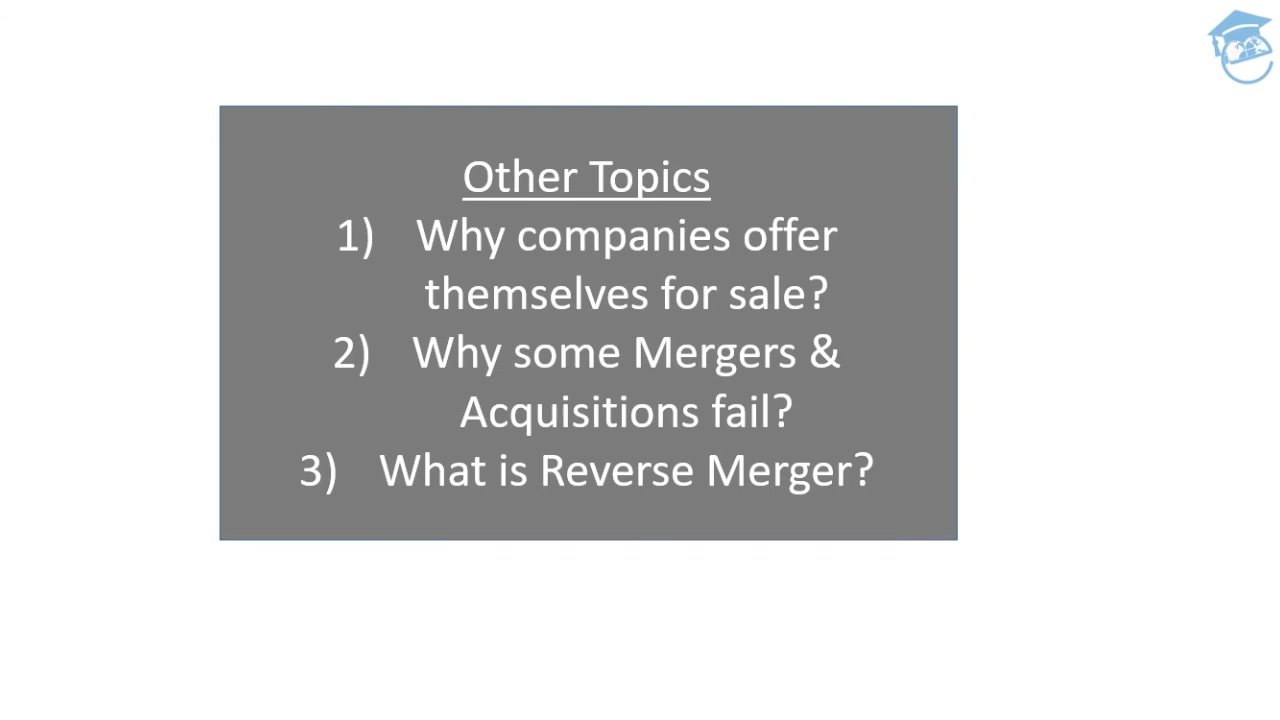 Other Topics
1) Why companies offer
themselves for sale?
2) Why some Mergers &
Acquisitions fail?
3) What is Reverse Merger?